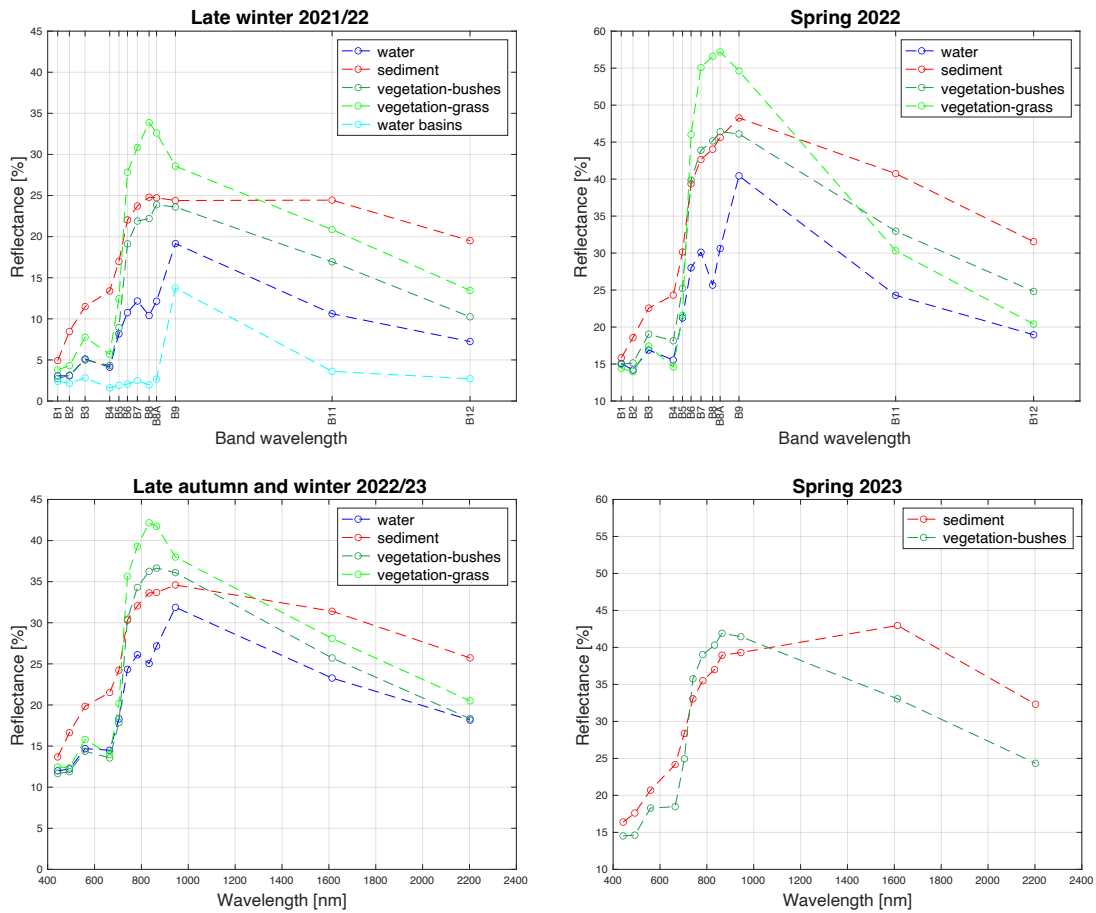 Late winter 2021/22
45
40
35
30
25
20
15
10
5
0
Reflectance [%]
water
sediment
vegetation-bushes
vegetation-grass
water basins
B1
B2
B3
B4
B5
B6
B7
B8
B8A
B9
B11
B12
Band wavelength
Spring 2022
60
55
50
45
40
35
30
25
20
15
10
Reflectance [%]
water
sediment
vegetation-bushes
vegetation-grass
B1
B2
B3
B4
B5
B6
B7
B8
B8A
B9
B11
B12
Band wavelength
Late autumn and winter 2022/23
45
40
35
30
25
20
15
10
5
0
Reflectance [%]
water
sediment
vegetation-bushes
vegetation-grass
400 600 800 1000 1200 1400 1600 1800 2000 2200 2400
Wavelength [nm]
Spring 2023
60
55
50
45
40
35
30
25
20
15
10
Reflectance [%]
sediment
vegetation-bushes
400 600 800 1000 1200 1400 1600 1800 2000 2200 2400
Wavelength [nm]